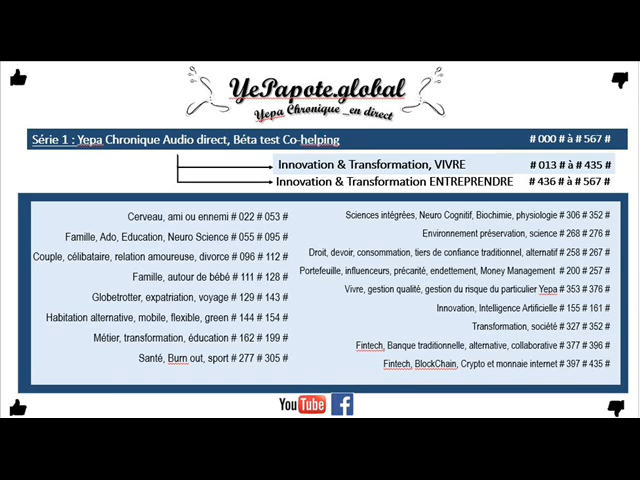 YePapote.global
Yepa Chronique _en direct
Série 1 : Yepa Chronique Audio direct, Béta test Co-helping # 000 # à # 567 #
Innovation & Transformation, VIVRE # 013 # à # 435 #
Innovation & Transformation ENTREPRENDRE # 436 # à # 567 #
Cerveau, ami ou ennemi # 022 # 053 #
Famille, Ado, Education, Neuro Science # 055 # 095 #
Couple, célibataire, relation amoureuse, divorce # 096 # 112 #
Famille, autour de bébé # 111 # 128 #
Globetrotter, expatriation, voyage # 129 # 143 #
Habitation alternative, mobile, flexible, green # 144 # 154 #
Métier, transformation, éducation # 162 # 199 #
Santé, Burn out, sport # 277 # 305 #
Sciences intégrées, Neuro Cognitif, Biochimie, physiologie # 306 # 352 #
Environnement préservation, science # 268 # 276 #
Droit, devoir, consommation, tiers de confiance traditionnel, alternatif # 258 # 267 #
Portefeuille, influenceurs, précarité, endettement, Money Management # 200 # 257 #
Vivre, gestion qualité, gestion du risque du particulier Yepa # 353 # 376 #
Innovation, Intelligence Artificielle # 155 # 161 #
Transformation, société # 327 # 352 #
Fintech, Banque traditionnelle, alternative, collaborative # 377 # 396 #
Fintech, BlockChain, Crypto et monnaie internet # 397 # 435 #
YouTube f